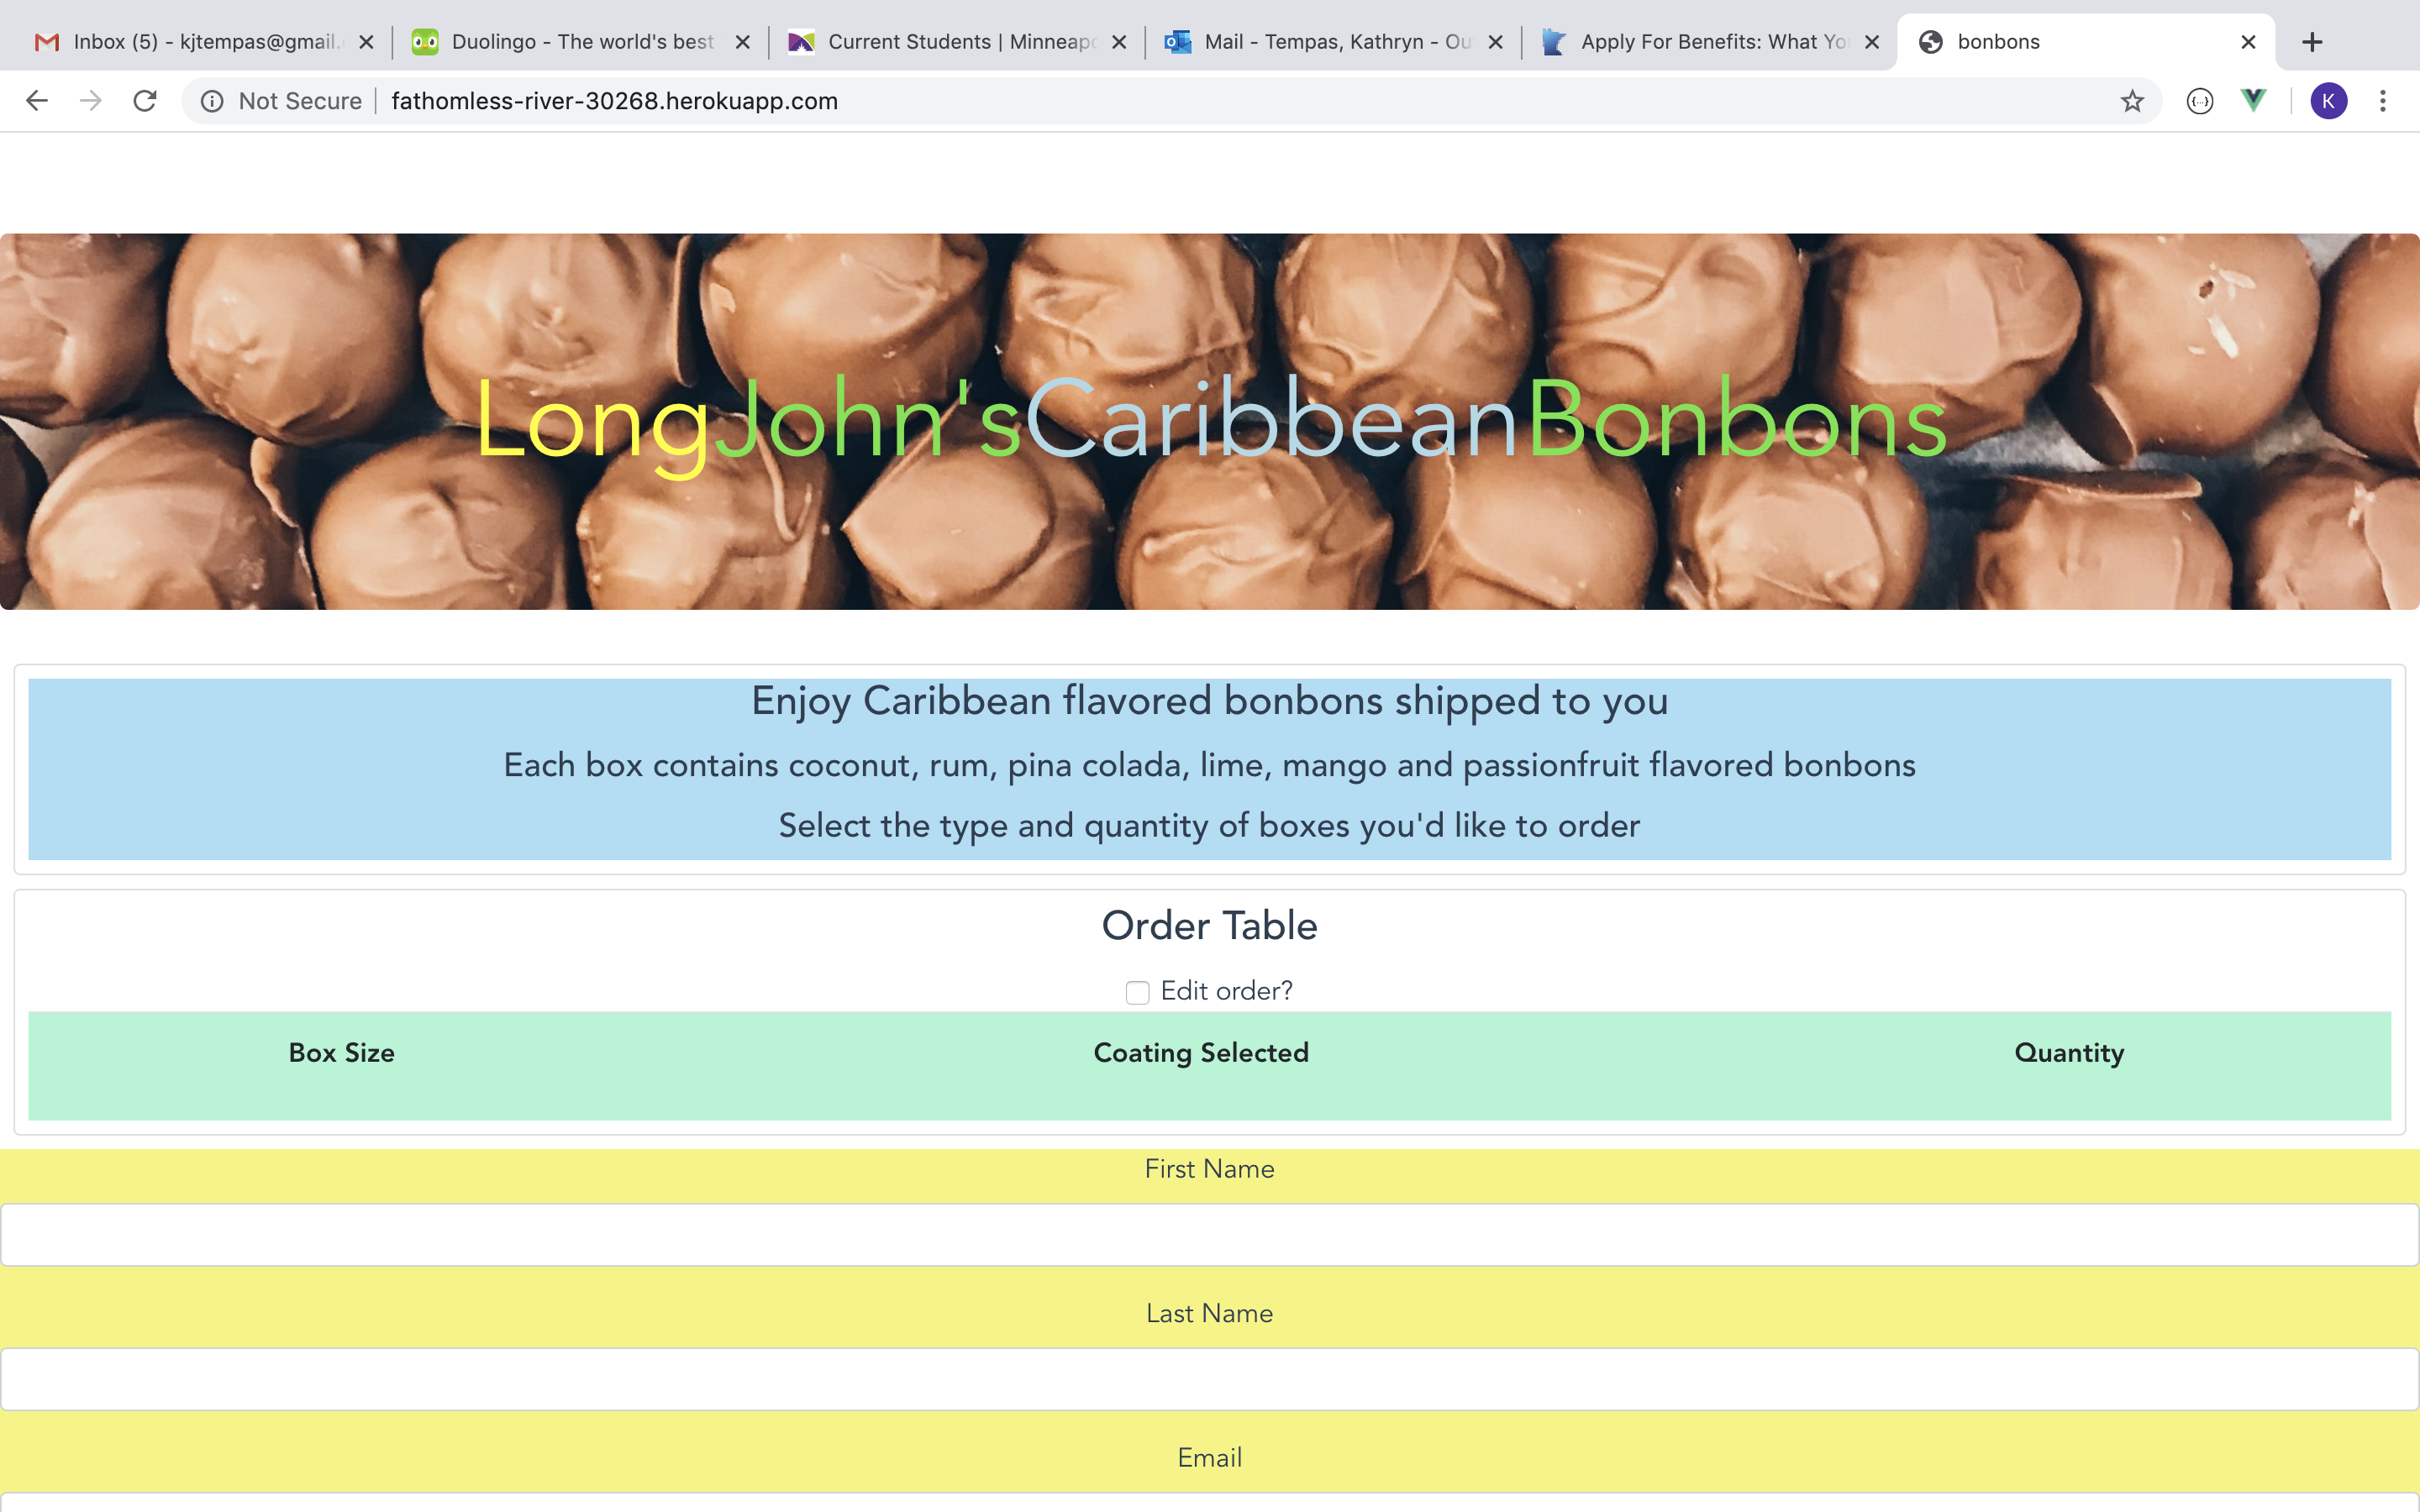 Inbox (5) - kjtempas@gmail.
Duolingo - The world's best
Current Students | Minneap
Mail - Tempas, Kathryn - Ou
Apply For Benefits: What Yo
bonbons
Not Secure
fathomless-river-30268.herokuapp.com
K
LongJohn'sCaribbeanBonbons
Enjoy Caribbean flavored bonbons shipped to you
Each box contains coconut, rum, pina colada, lime, mango and passionfruit flavored bonbons
Select the type and quantity of boxes you'd like to order
Order Table
Edit order?
Box Size Coating Selected Quantity
First Name
Last Name
Email